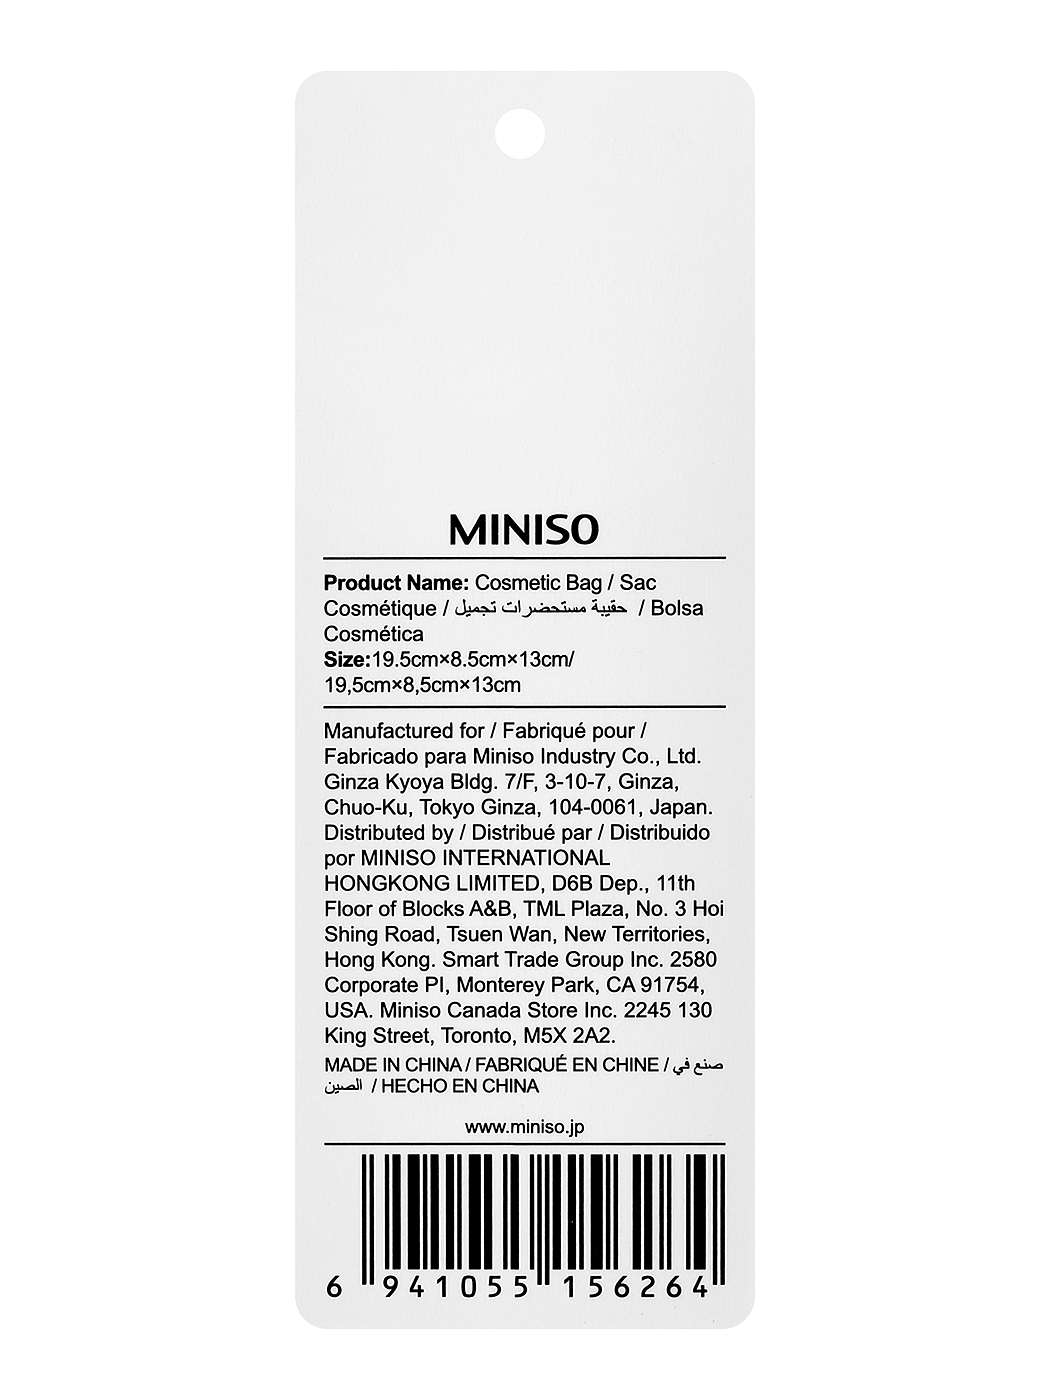 MINISO
Product Name: Cosmetic Bag / Sac
Cosmétique / حقيبة مستحضرات تجميل / Bolsa
Cosmética
Size:19.5cm×8.5cm×13cm/
19,5cm×8,5cm×13cm
Manufactured for / Fabriqué pour /
Fabricado para Miniso Industry Co., Ltd.
Ginza Kyoya Bldg. 7/F, 3-10-7, Ginza,
Chuo-Ku, Tokyo Ginza, 104-0061, Japan.
Distributed by / Distribué par / Distribuido
por MINISO INTERNATIONAL
HONGKONG LIMITED, D6B Dep., 11th
Floor of Blocks A&B, TML Plaza, No. 3 Hoi
Shing Road, Tsuen Wan, New Territories,
Hong Kong. Smart Trade Group Inc. 2580
Corporate PI, Monterey Park, CA 91754,
USA. Miniso Canada Store Inc. 2245 130
King Street, Toronto, M5X 2A2.
MADE IN CHINA / FABRIQUÉ EN CHINE / صنع في
الصين / HECHO EN CHINA
www.miniso.jp
6 941055 156264